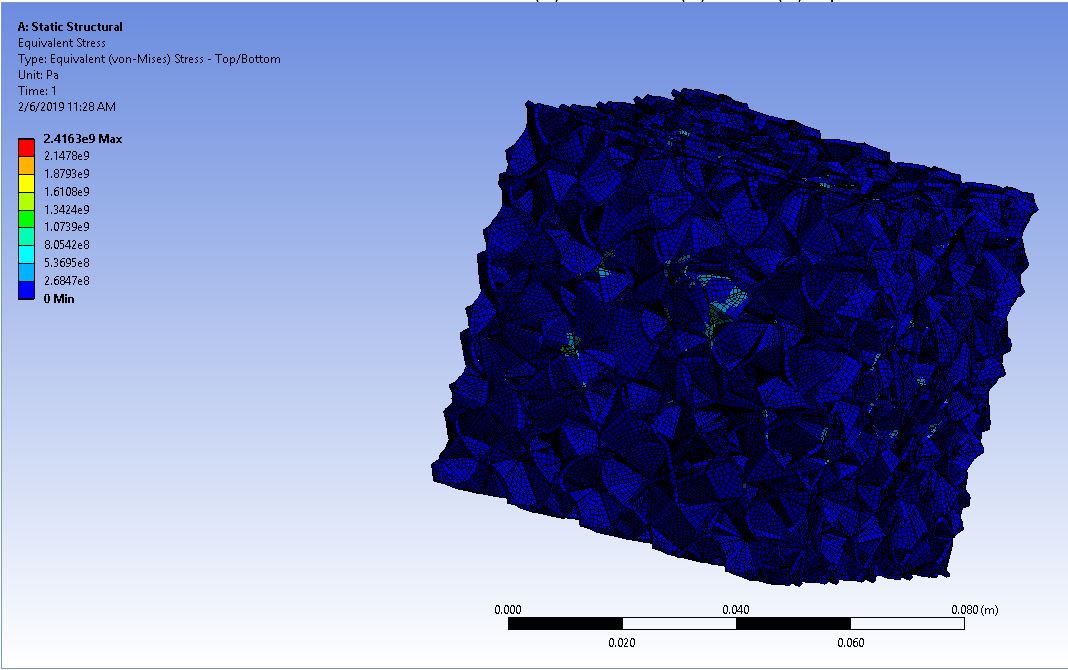 A: Static Structural
Equivalent Stress
Type: Equivalent (von-Mises) Stress - Top/Bottom
Unit: Pa
Time: 1
2/6/2019 11:28 AM
2.4163e9 Max
2.1478e9
1.8793e9
1.6108e9
1.3424e9
1.0739e9
8.0542e8
5.3695e8
2.6847e8
0 Min
0.000 0.040 0.080 (m)
0.020 0.060